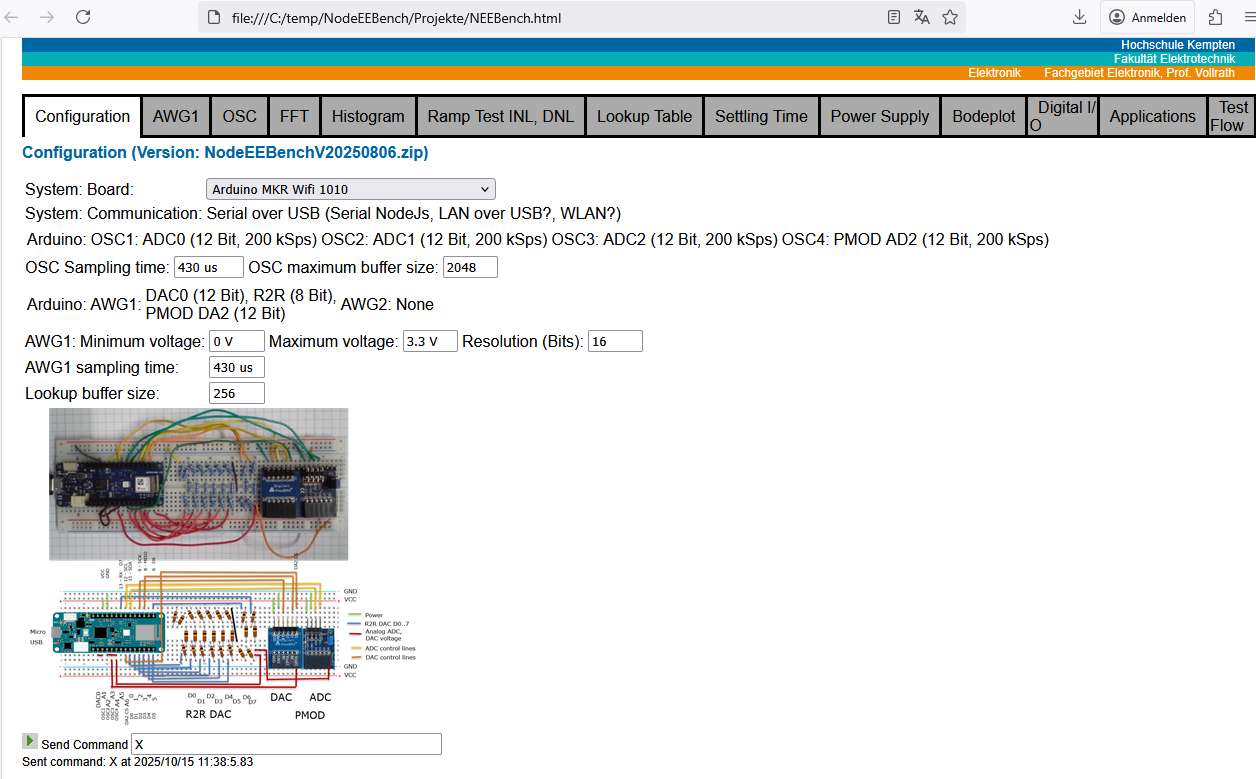 file:///C:/temp/NodeEEBench/Projekte/NEEBench.html
Anmelden
Hochschule Kempten
Fakultät Elektrotechnik
Elektronik Fachgebiet Elektronik, Prof. Vollrath
Configuration AWG1 OSC FFT Histogram Ramp Test INL, DNL Lookup Table Settling Time Power Supply Bodeplot Digital I/O Applications Test Flow
Configuration (Version: NodeEEBenchV20250806.zip)
System: Board: Arduino MKR Wifi 1010
System: Communication: Serial over USB (Serial NodeJs, LAN over USB?, WLAN?)
Arduino: OSC1: ADC0 (12 Bit, 200 kSps) OSC2: ADC1 (12 Bit, 200 kSps) OSC3: ADC2 (12 Bit, 200 kSps) OSC4: PMOD AD2 (12 Bit, 200 kSps)
OSC Sampling time: 430 us OSC maximum buffer size: 2048
Arduino: AWG1: DAC0 (12 Bit), R2R (8 Bit), PMOD DA2 (12 Bit) AWG2: None
AWG1: Minimum voltage: 0 V Maximum voltage: 3.3 V Resolution (Bits): 16
AWG1 sampling time: 430 us
Lookup buffer size: 256
VCC
GND
GND
VCC
Micro
USB
Power
R2R DAC D0..7
Analog ADC,
DAC voltage
ADC control lines
DAC control lines
GND
VCC
D0 D1 D2 D3 D4 D5 D6 D7
DAC ADC
R2R DAC PMOD
Send Command X
Sent command: X at 2025/10/15 11:38:5.83